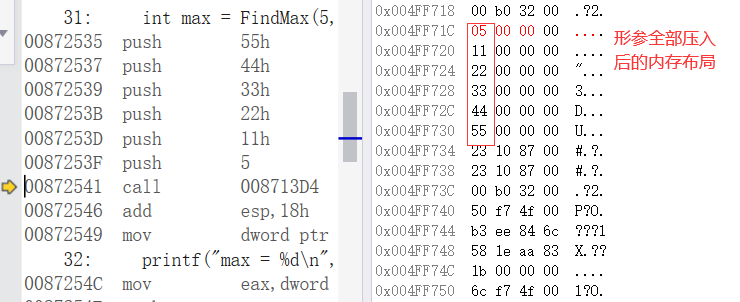 31:    int max = FindMax(5,
00872535  push        55h
00872537  push        44h
00872539  push        33h
0087253B  push        22h
0087253D  push        11h
0087253F  push        5
00872541  call        008713D4
00872546  add         esp,18h
00872549  mov         dword ptr
32:    printf("max = %d\n",
0087254C  mov         eax,dword
0x004FF718  00 b0 32 00  .?2.
0x004FF71C  05 00 00 00  ....
0x004FF720  11 00 00 00  ....
0x004FF724  22 00 00 00  "...
0x004FF728  33 00 00 00  3...
0x004FF72C  44 00 00 00  D...
0x004FF730  55 00 00 00  U...
0x004FF734  23 10 87 00  #.?.
0x004FF738  23 10 87 00  #.?.
0x004FF73C  00 b0 32 00  .?2.
0x004FF740  50 f7 4f 00  P?O.
0x004FF744  b3 ee 84 6c  ???l
0x004FF748  58 1e aa 83  X.??
0x004FF74C  1b 00 00 00  ....
0x004FF750  6c f7 4f 00  l?O.
形参全部压入
后的内存布局